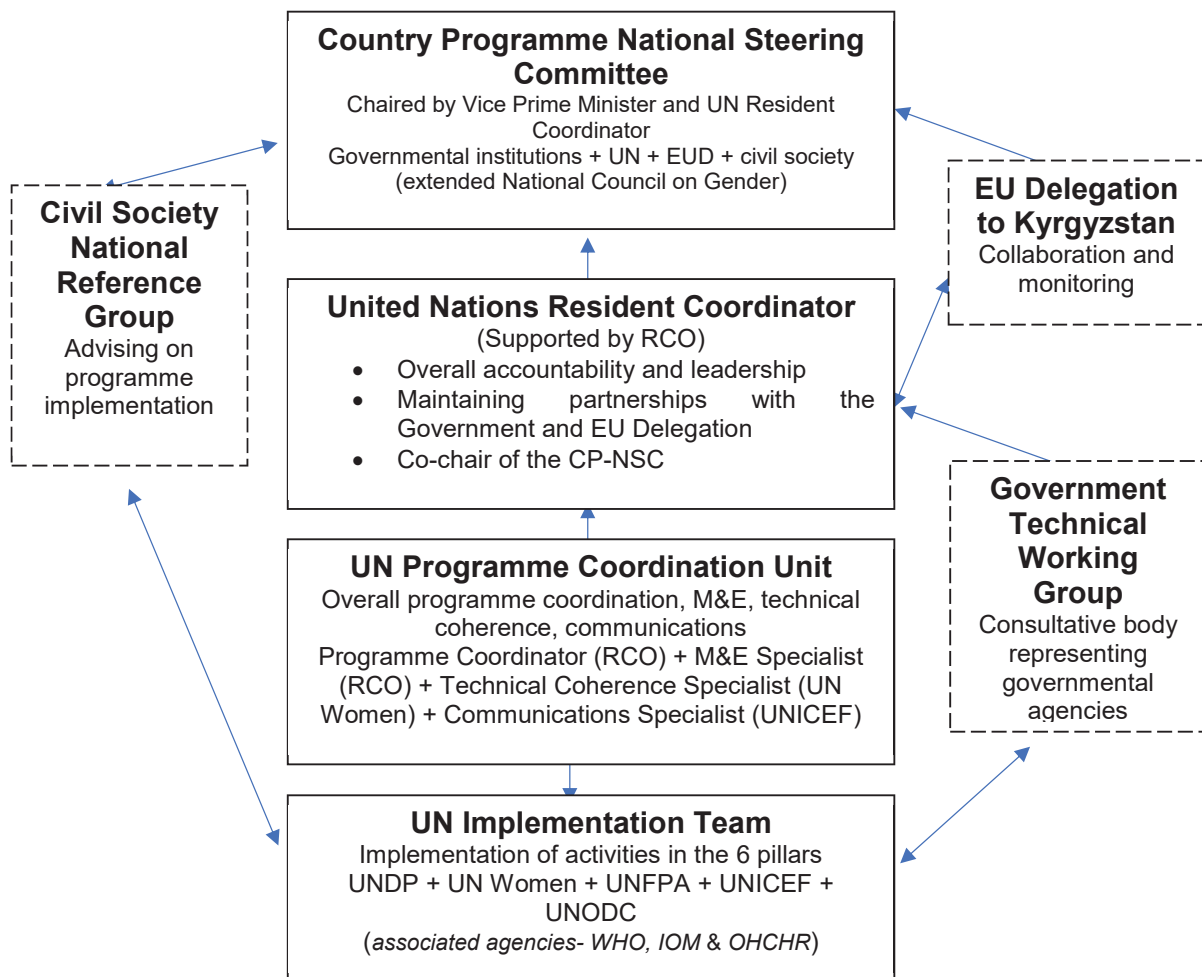 Country Programme National Steering
Committee
Chaired by Vice Prime Minister and UN Resident
Coordinator
Governmental institutions + UN + EUD + civil society
(extended National Council on Gender)
Civil Society
National
Reference
Group
Advising on
programme
implementation
EU Delegation
to Kyrgyzstan
Collaboration and
monitoring
United Nations Resident Coordinator
(Supported by RCO)
• Overall accountability and leadership
• Maintaining partnerships with the
Government and EU Delegation
• Co-chair of the CP-NSC
Government
Technical
Working
Group
Consultative body
representing
governmental
agencies
UN Programme Coordination Unit
Overall programme coordination, M&E, technical
coherence, communications
Programme Coordinator (RCO) + M&E Specialist
(RCO) + Technical Coherence Specialist (UN
Women) + Communications Specialist (UNICEF)
UN Implementation Team
Implementation of activities in the 6 pillars
UNDP + UN Women + UNFPA + UNICEF +
UNODC
(associated agencies- WHO, IOM & OHCHR)